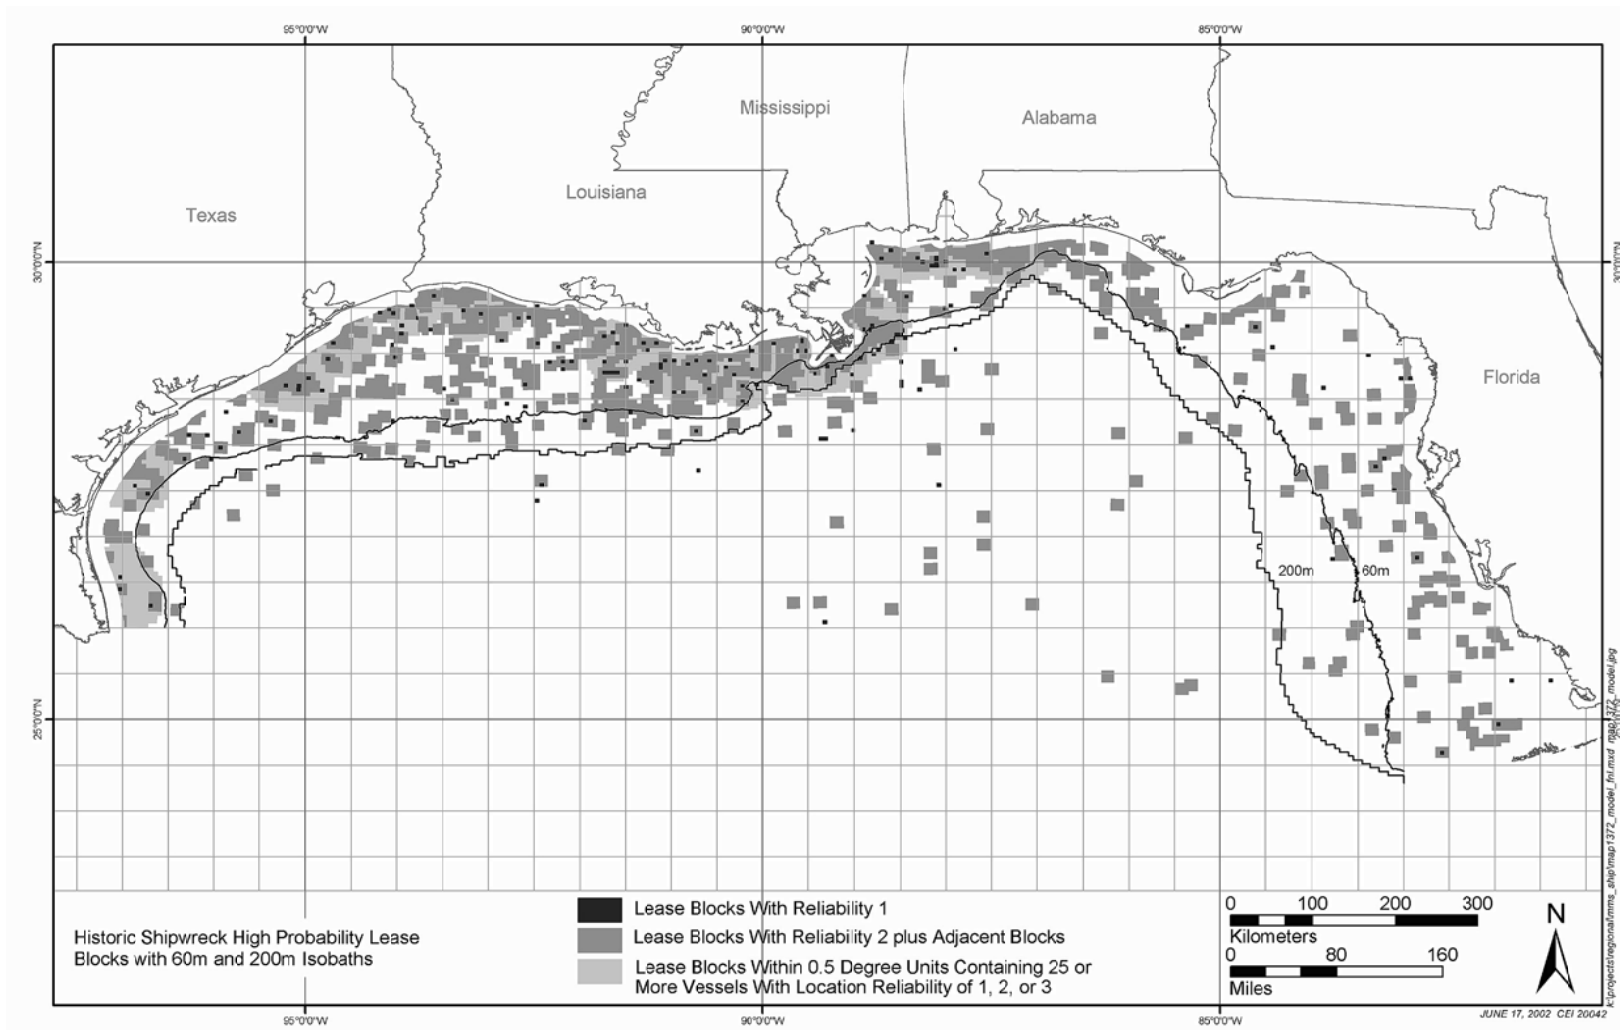 95°0'0"W
90°0'0"W
85°0'0"W
Mississippi
Alabama
Louisiana
Texas
30°0'0"N
30°0'0"N
Florida
200m
60m
25°0'0"N
Lease Blocks With Reliability 1
Lease Blocks With Reliability 2 plus Adjacent Blocks
Lease Blocks Within 0.5 Degree Units Containing 25 or
More Vessels With Location Reliability of 1, 2, or 3
Historic Shipwreck High Probability Lease
Blocks with 60m and 200m Isobaths
0 100 200 300
Kilometers
0 80 160
Miles
N
95°0'0"W
90°0'0"W
85°0'0"W
JUNE 17, 2002 CEI 20042